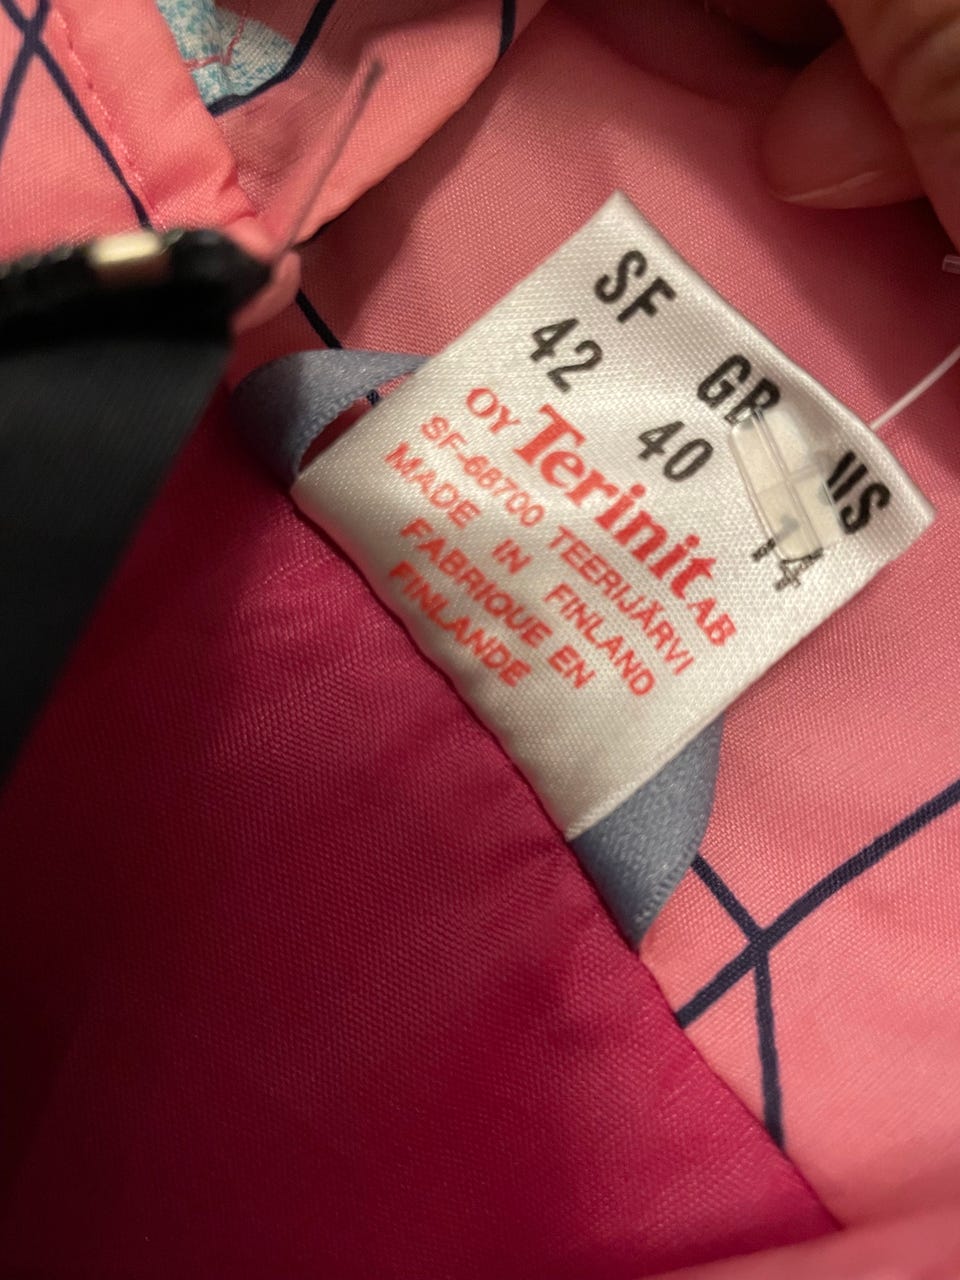 SF GB US
42 40 14
OY Terinit AB
SF-68700 TEERIJÄRVI
MADE IN FINLAND
FABRIQUE EN
FINLANDE